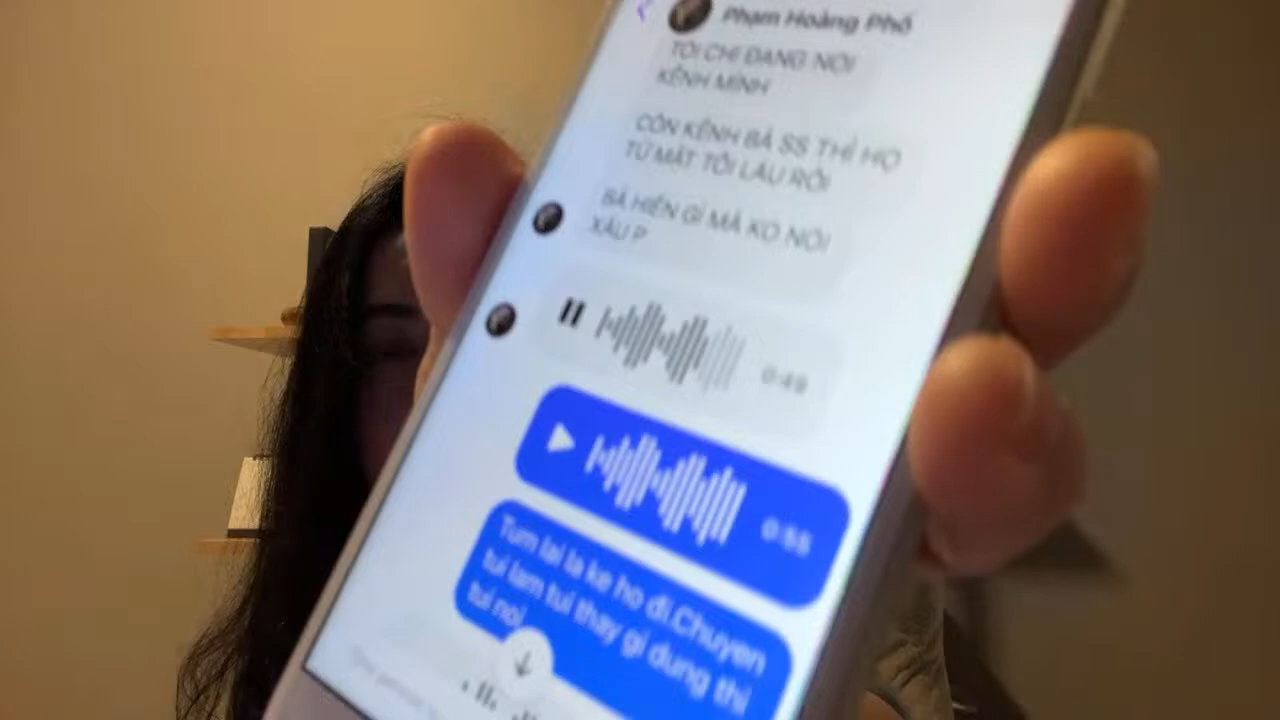 Phạm Hoàng Phố
TÔI CHỈ ĐANG NÓI
KÊNH MÌNH
CÒN KÊNH BÀ SS THÌ HỌ
TỪ MẶT TÔI LÂU RỒI
BÀ HIỀN GÌ MÀ KO NÓI
XẤU P
0:49
0:55
Tum lai la ke ho di.Chuyen
tui lam tui thay gi dung thi
tui noi